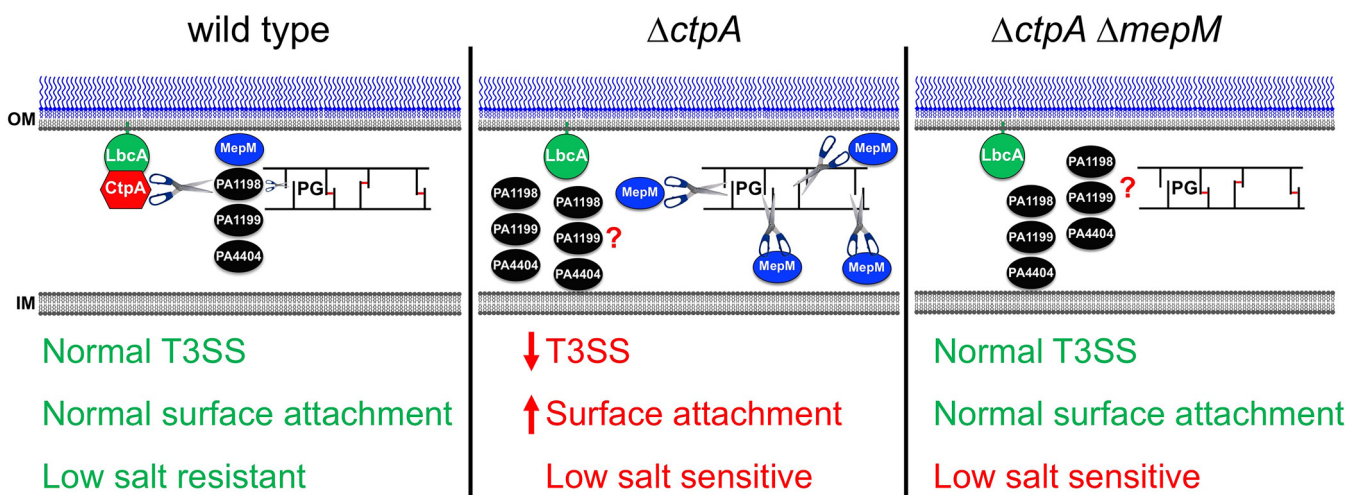 wild type
ΔctpA
ΔctpA ΔmepM
OM
LbcA
CtpA
MepM
PA1198
PA1199
PA4404
PG
IM
LbcA
PA1198
PA1199
PA4404
PA1198
PA1199
PA4404
?
MepM
PG
MepM
MepM
MepM
LbcA
PA1198
PA1199
PA4404
PA1198
PA1199
PA4404
?
PG
Normal T3SS
Normal surface attachment
Low salt resistant
T3SS
Surface attachment
Low salt sensitive
Normal T3SS
Normal surface attachment
Low salt sensitive